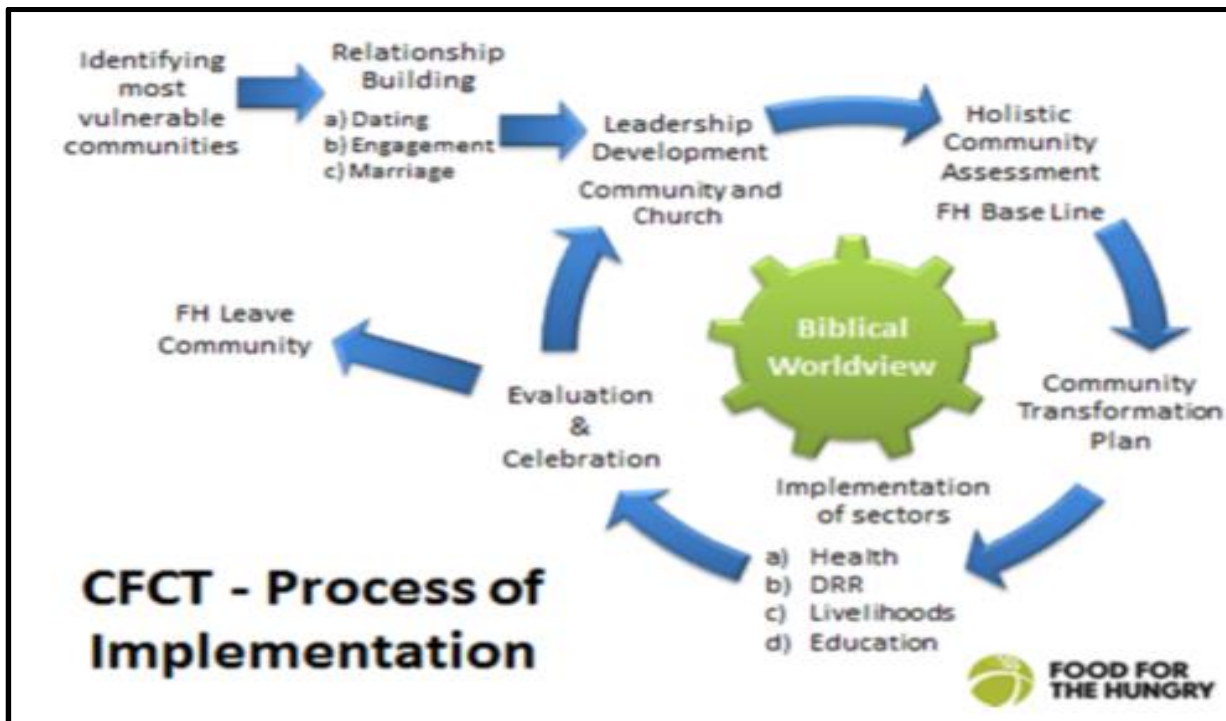 Identifying
most
vulnerable
communities
Relationship
Building
a) Dating
b) Engagement
c) Marriage
Leadership
Development
Community and
Church
Holistic
Community
Assessment
FH Base Line
Biblical
Worldview
Community
Transformation
Plan
Implementation
of sectors
a) Health
b) DRR
c) Livelihoods
d) Education
Evaluation
&
Celebration
FH Leave
Community
CFCT - Process of
Implementation
FOOD FOR
THE HUNGRY